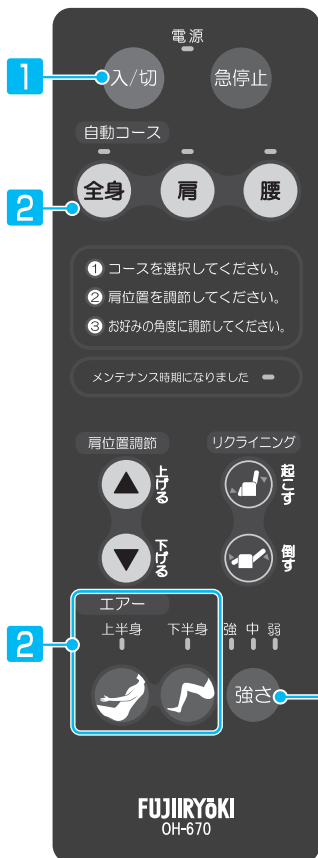 電源
1
入/切
急停止
自動コース
2
全身
肩
腰
① コースを選択してください。
② 肩位置を調節してください。
③ お好みの角度に調節してください。
メンテナンス時期になりました
肩位置調節
リクライニング
上げる
起こす
下げる
倒す
エアー
2
上半身
下半身
強 中 弱
強さ
FUJIIRYōKI
OH-670